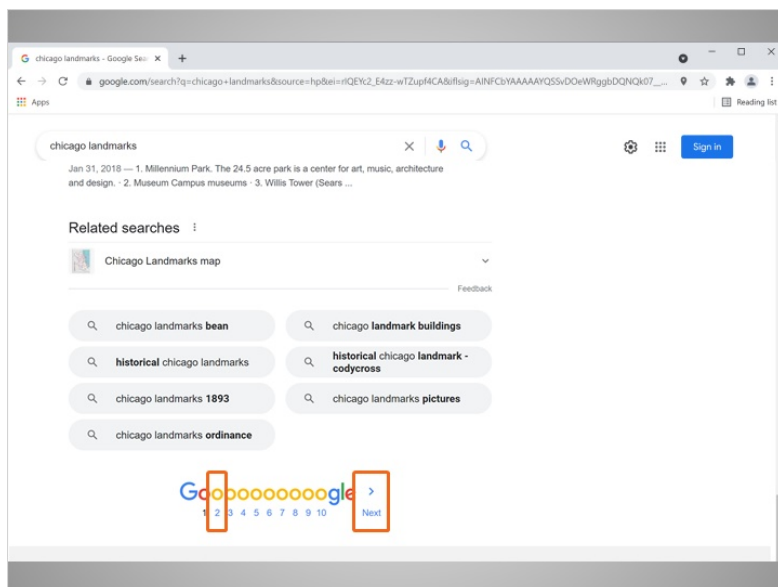 chicago landmarks - Google Sea
google.com/search?q=chicago+landmarks&source=hp&ei=rIQEYc2_E4zz-wTZupf4CA&iflsig=AINFCbYAAAAAYQSSvDOeWRggbDQNQk07__...
Apps
Reading list
chicago landmarks
Sign in
Jan 31, 2018 — 1. Millennium Park. The 24.5 acre park is a center for art, music, architecture
and design. · 2. Museum Campus museums · 3. Willis Tower (Sears ...
Related searches
Chicago Landmarks map
Feedback
chicago landmarks bean
chicago landmark buildings
historical chicago landmarks
historical chicago landmark -
codycross
chicago landmarks 1893
chicago landmarks pictures
chicago landmarks ordinance
Goooooooooogle
1 2 3 4 5 6 7 8 9 10 Next